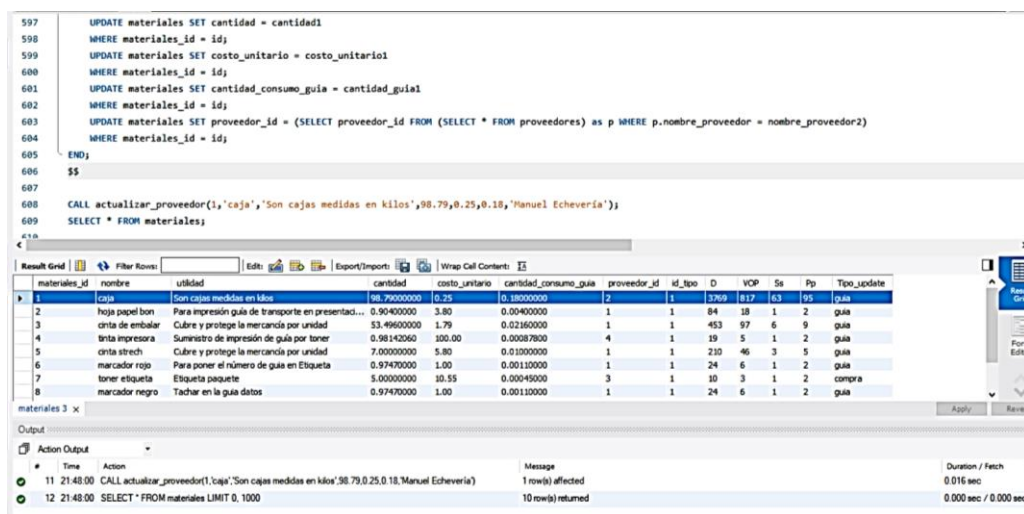 597 UPDATE materiales SET cantidad = cantidad1
598 WHERE materiales_id = id;
599 UPDATE materiales SET costo_unitario = costo_unitario1
600 WHERE materiales_id = id;
601 UPDATE materiales SET cantidad_consumo_guia = cantidad_guia1
602 WHERE materiales_id = id;
603 UPDATE materiales SET proveedor_id = (SELECT proveedor_id FROM (SELECT * FROM proveedores) as p WHERE p.nombre_proveedor = nombre_proveedor2)
604 WHERE materiales_id = id;
605 END;
606 $$
607
608 CALL actualizar_proveedor(1,'caja','Son cajas medidas en kilos',98.79,0.25,0.18,'Manuel Echevería');
609 SELECT * FROM materiales;
610
Result Grid Filter Rows: Edit: Export/Import: Wrap Cell Content:
materiales_id nombre utilidad cantidad costo_unitario cantidad_consumo_guia proveedor_id id_tipo D VOP Ss Pp Tipo_update
1 caja Son cajas medidas en kilos 98.79000000 0.25 0.18000000 2 1 3769 817 63 95 guia
2 hoja papel bon Para impresión guía de transporte en presentaci... 0.90400000 3.80 0.00400000 1 1 84 18 1 2 guia
3 cinta de embalar Cubre y protege la mercancía por unidad 53.49600000 1.79 0.02160000 1 1 453 97 6 9 guia
4 tinta impresora Suministro de impresión de guía por toner 0.98142060 100.00 0.00087800 4 1 19 5 1 2 guia
5 cinta strech Cubre y protege la mercancía por unidad 7.00000000 5.80 0.01000000 1 1 210 46 3 5 guia
6 marcador rojo Para poner el número de guia en Etiqueta 0.97470000 1.00 0.00110000 1 1 24 6 1 2 guia
7 toner etiqueta Etiqueta paquete 5.00000000 10.55 0.00045000 3 1 10 3 1 2 compra
8 marcador negro Tachar en la guia datos 0.97470000 1.00 0.00110000 1 1 24 6 1 2 guia
Resu
Gri
For
Edit
materiales 3 x Apply Reve
Output
Action Output
# Time Action Message Duration / Fetch
11 21:48:00 CALL actualizar_proveedor(1,'caja','Son cajas medidas en kilos',98.79,0.25,0.18,'Manuel Echevería') 1 row(s) affected 0.016 sec
12 21:48:00 SELECT * FROM materiales LIMIT 0, 1000 10 row(s) returned 0.000 sec / 0.000 sec